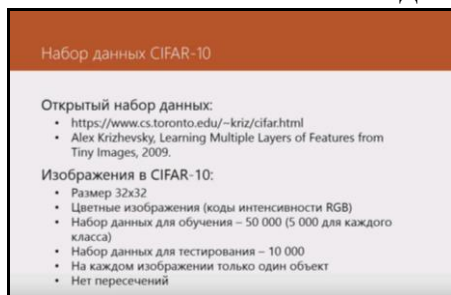 Набор данных CIFAR-10
Открытый набор данных:
• https://www.cs.toronto.edu/~kriz/cifar.html
• Alex Krizhevsky, Learning Multiple Layers of Features from
Tiny Images, 2009.
Изображения в CIFAR-10:
• Размер 32x32
• Цветные изображения (коды интенсивности RGB)
• Набор данных для обучения – 50 000 (5 000 для каждого
класса)
• Набор данных для тестирования – 10 000
• На каждом изображении только один объект
• Нет пересечений